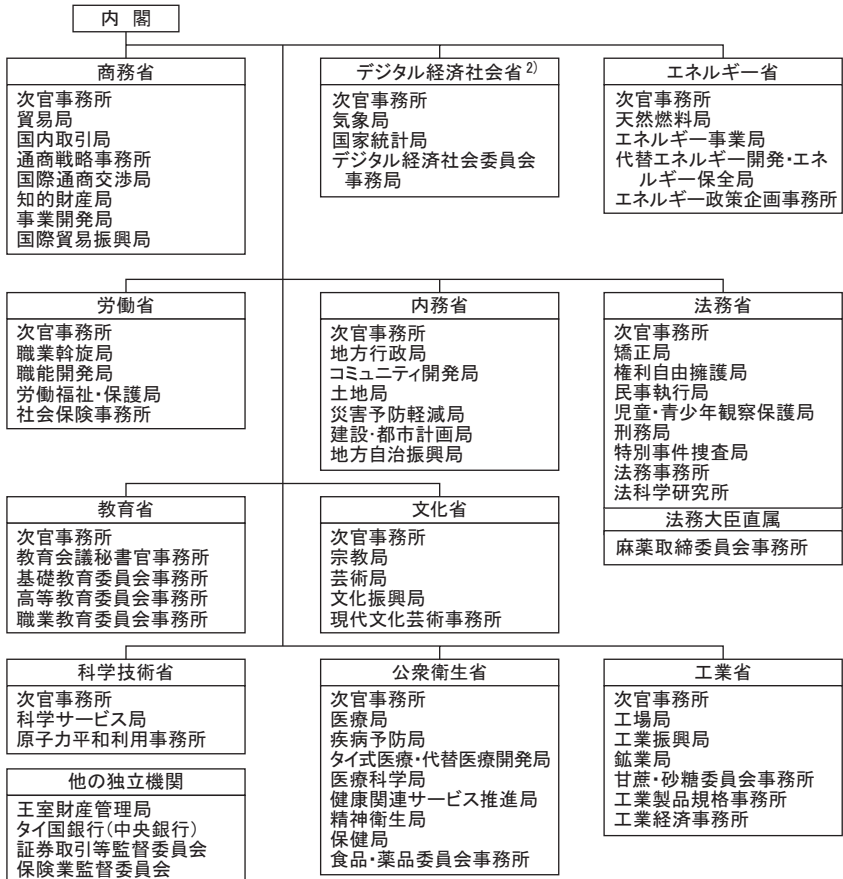 内 閣
商務省
次官事務所
貿易局
国内取引局
通商戦略事務所
国際通商交渉局
知的財産局
事業開発局
国際貿易振興局
デジタル経済社会省 2)
次官事務所
気象局
国家統計局
デジタル経済社会委員会
事務局
エネルギー省
次官事務所
天然燃料局
エネルギー事業局
代替エネルギー開発・エネ
ルギー保全局
エネルギー政策企画事務所
労働省
次官事務所
職業斡旋局
職能開発局
労働福祉・保護局
社会保険事務所
内務省
次官事務所
地方行政局
コミュニティ開発局
土地局
災害予防軽減局
建設・都市計画局
地方自治振興局
法務省
次官事務所
矯正局
権利自由擁護局
民事執行局
児童・青少年観察保護局
刑務局
特別事件捜査局
法務事務所
法科学研究所
法務大臣直属
麻薬取締委員会事務所
教育省
次官事務所
教育会議秘書官事務所
基礎教育委員会事務所
高等教育委員会事務所
職業教育委員会事務所
文化省
次官事務所
宗教局
芸術局
文化振興局
現代文化芸術事務所
科学技術省
次官事務所
科学サービス局
原子力平和利用事務所
他の独立機関
王室財産管理局
タイ国銀行(中央銀行)
証券取引等監督委員会
保険業監督委員会
公衆衛生省
次官事務所
医療局
疾病予防局
タイ式医療・代替医療開発局
医療科学局
健康関連サービス推進局
精神衛生局
保健局
食品・薬品委員会事務所
工業省
次官事務所
工場局
工業振興局
鉱業局
甘蔗・砂糖委員会事務所
工業製品規格事務所
工業経済事務所